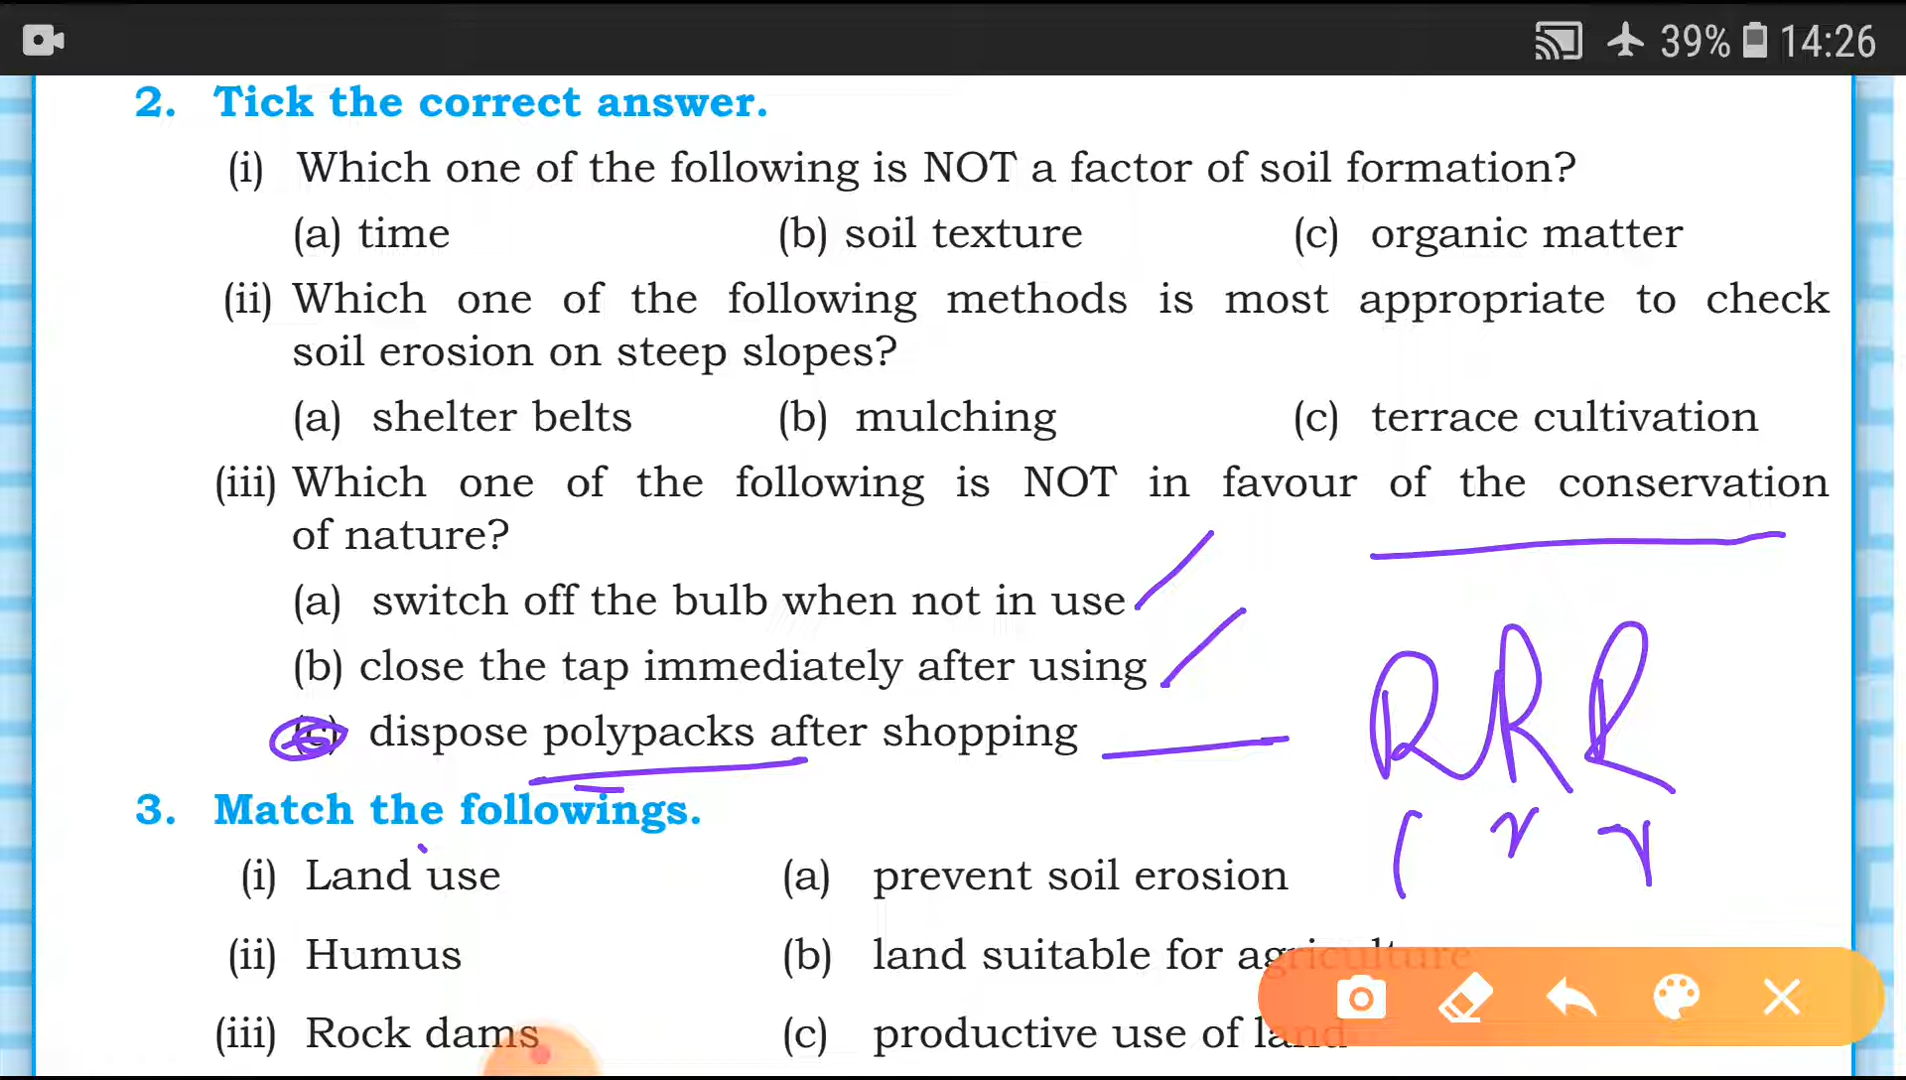 39% 14:26
2. Tick the correct answer.
(i) Which one of the following is NOT a factor of soil formation?
(a) time (b) soil texture (c) organic matter
(ii) Which one of the following methods is most appropriate to check
soil erosion on steep slopes?
(a) shelter belts (b) mulching (c) terrace cultivation
(iii) Which one of the following is NOT in favour of the conservation
of nature?
(a) switch off the bulb when not in use
(b) close the tap immediately after using
(c) dispose polypacks after shopping
RRR
3. Match the followings.
(i) Land use (a) prevent soil erosion
(ii) Humus (b) land suitable for agriculture
(iii) Rock dams (c) productive use of land